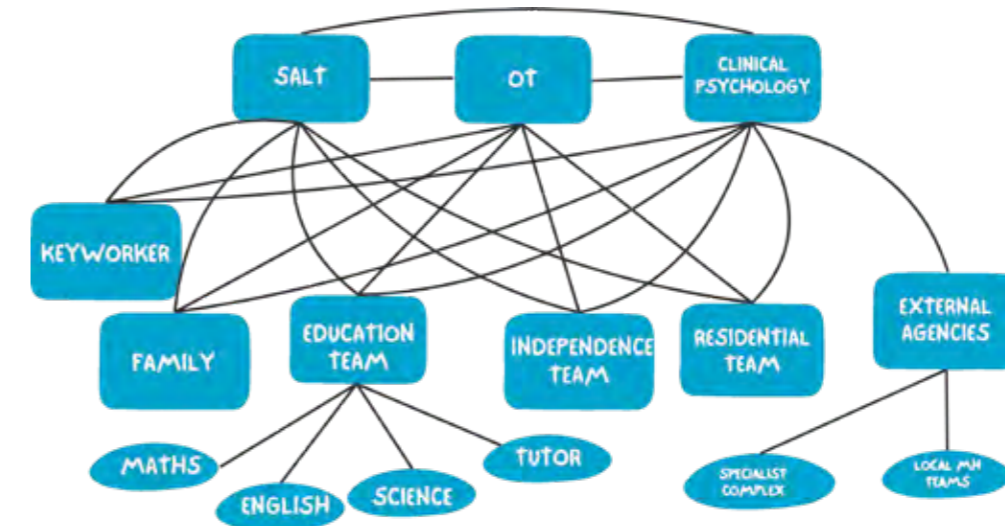 SALT
OT
CLINICAL
PSYCHOLOGY
KEYWORKER
FAMILY
EDUCATION
TEAM
INDEPENDENCE
TEAM
RESIDENTIAL
TEAM
EXTERNAL
AGENCIES
MATHS
ENGLISH
SCIENCE
TUTOR
SPECIALIST
COMPLEX
LOCAL MH
TEAMS